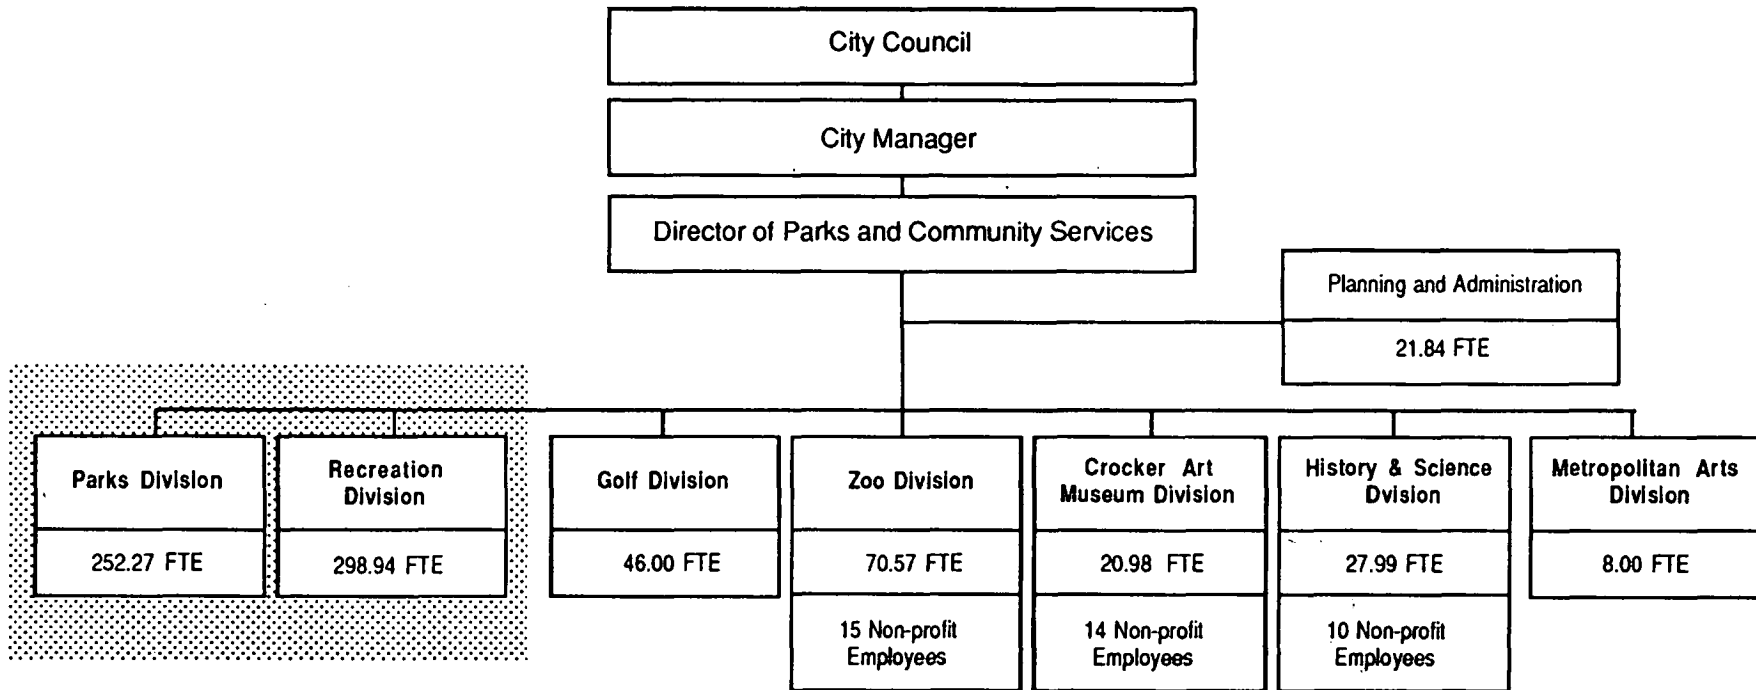 City Council
City Manager
Director of Parks and Community Services
Planning and Administration
21.84 FTE
Parks Division
252.27 FTE
Recreation
Division
298.94 FTE
Golf Division
46.00 FTE
Zoo Division
70.57 FTE
15 Non-profit
Employees
Crocker Art
Museum Division
20.98 FTE
14 Non-profit
Employees
History & Science
Dvision
27.99 FTE
10 Non-profit
Employees
Metropolitan Arts
Division
8.00 FTE